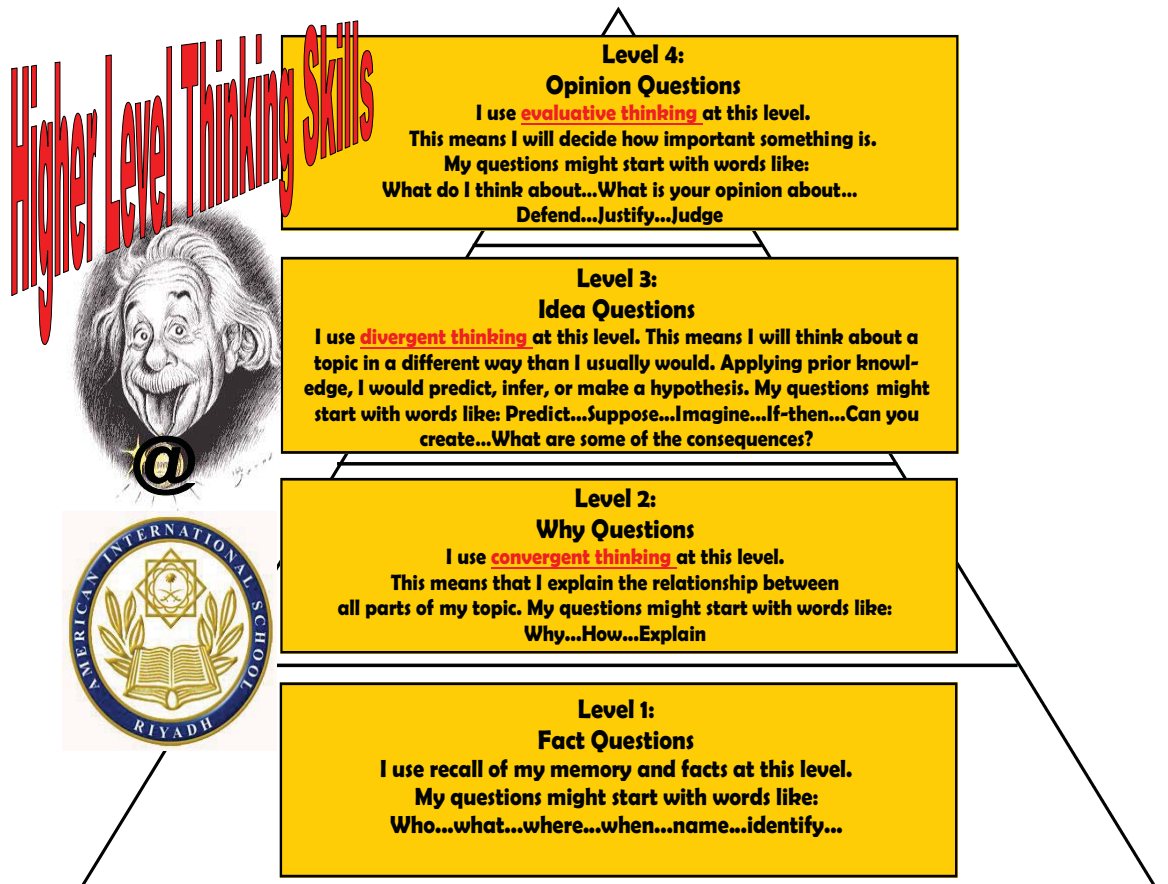 Higher Level Thinking Skills
@
AMERICAN INTERNATIONAL SCHOOL
RIYADH
Level 4:
Opinion Questions
I use evaluative thinking at this level.
This means I will decide how important something is.
My questions might start with words like:
What do I think about...What is your opinion about...
Defend...Justify...Judge
Level 3:
Idea Questions
I use divergent thinking at this level. This means I will think about a
topic in a different way than I usually would. Applying prior knowl-
edge, I would predict, infer, or make a hypothesis. My questions might
start with words like: Predict...Suppose...Imagine...If-then...Can you
create...What are some of the consequences?
Level 2:
Why Questions
I use convergent thinking at this level.
This means that I explain the relationship between
all parts of my topic. My questions might start with words like:
Why...How...Explain
Level 1:
Fact Questions
I use recall of my memory and facts at this level.
My questions might start with words like:
Who...what...where...when...name...identify...